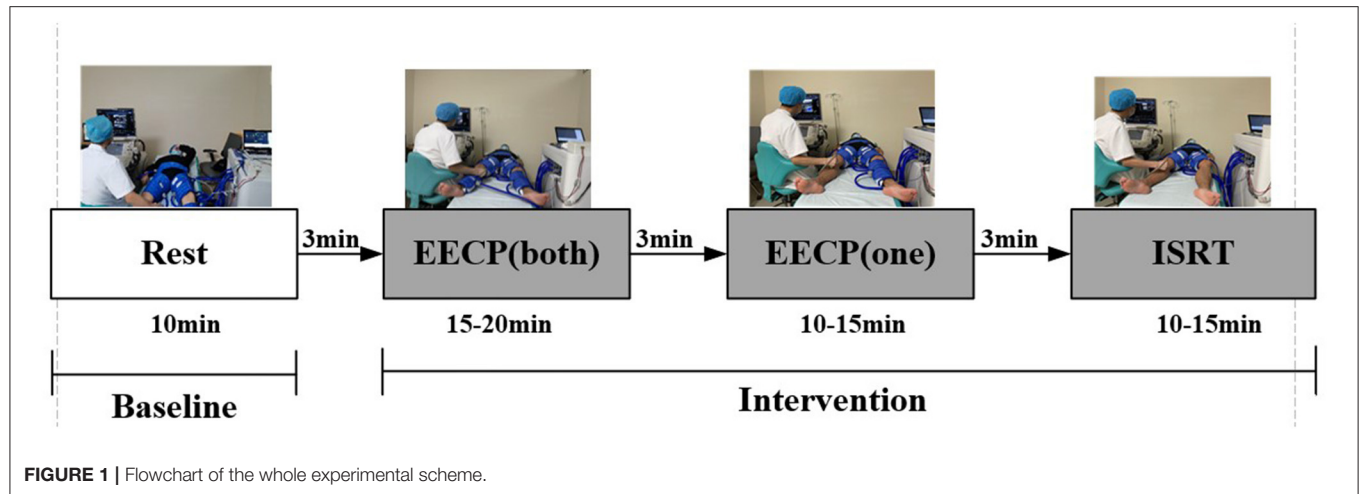 Rest
3min
EECP(both)
3min
EECP(one)
3min
ISRT
10min
15-20min
10-15min
10-15min
Baseline
Intervention
FIGURE 1 | Flowchart of the whole experimental scheme.